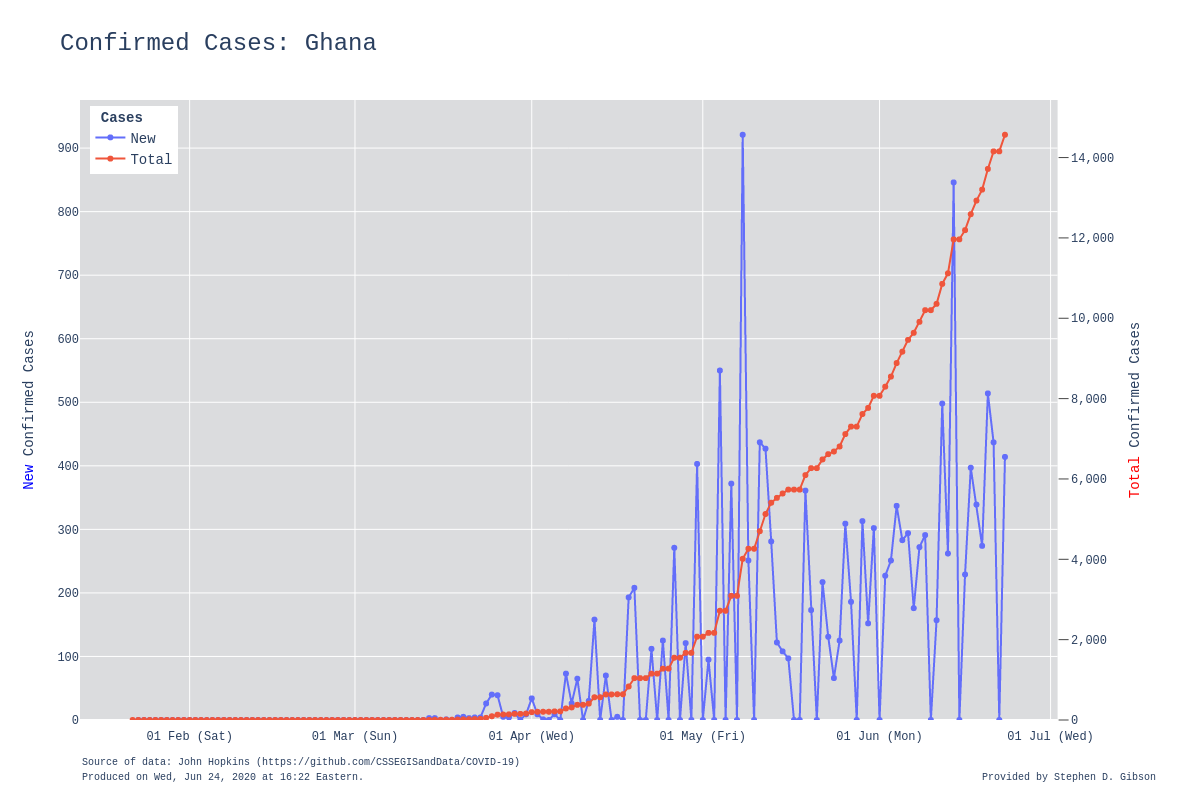 Confirmed Cases: Ghana
Cases
New
Total
900
800
700
600
500
400
300
200
100
0
New Confirmed Cases
14,000
12,000
10,000
8,000
6,000
4,000
2,000
0
Total Confirmed Cases
01 Feb (Sat)
01 Mar (Sun)
01 Apr (Wed)
01 May (Fri)
01 Jun (Mon)
01 Jul (Wed)
Source of data: John Hopkins (https://github.com/CSSEGISandData/COVID-19)
Produced on Wed, Jun 24, 2020 at 16:22 Eastern.
Provided by Stephen D. Gibson